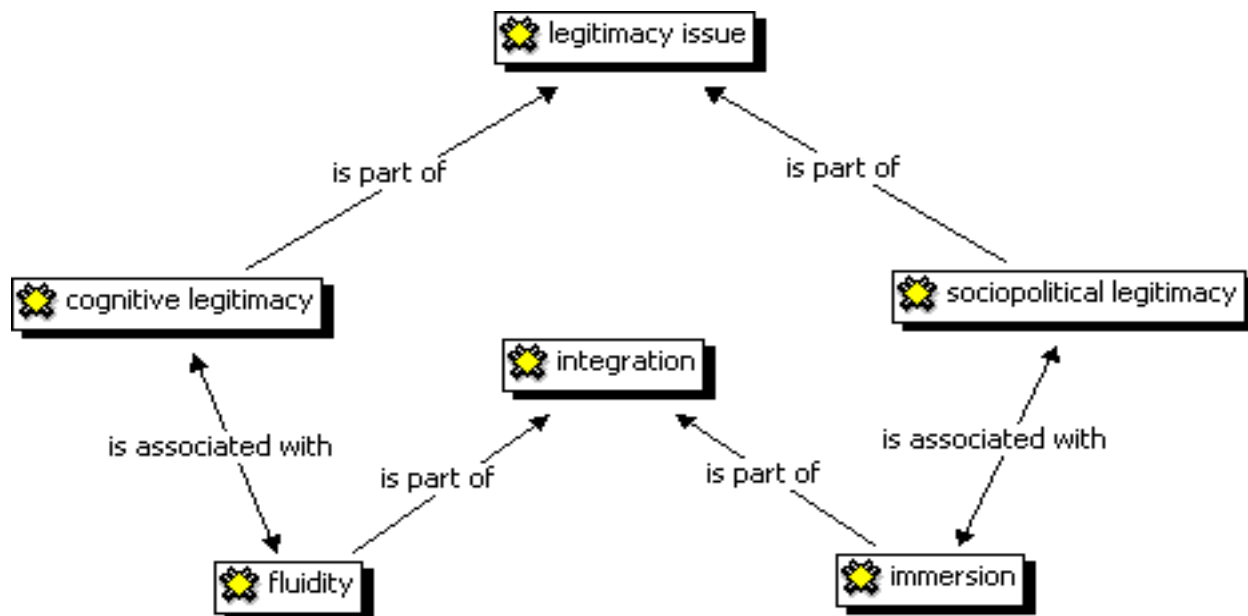 legitimacy issue
is part of
is part of
cognitive legitimacy
sociopolitical legitimacy
integration
is associated with
is associated with
is part of
is part of
fluidity
immersion